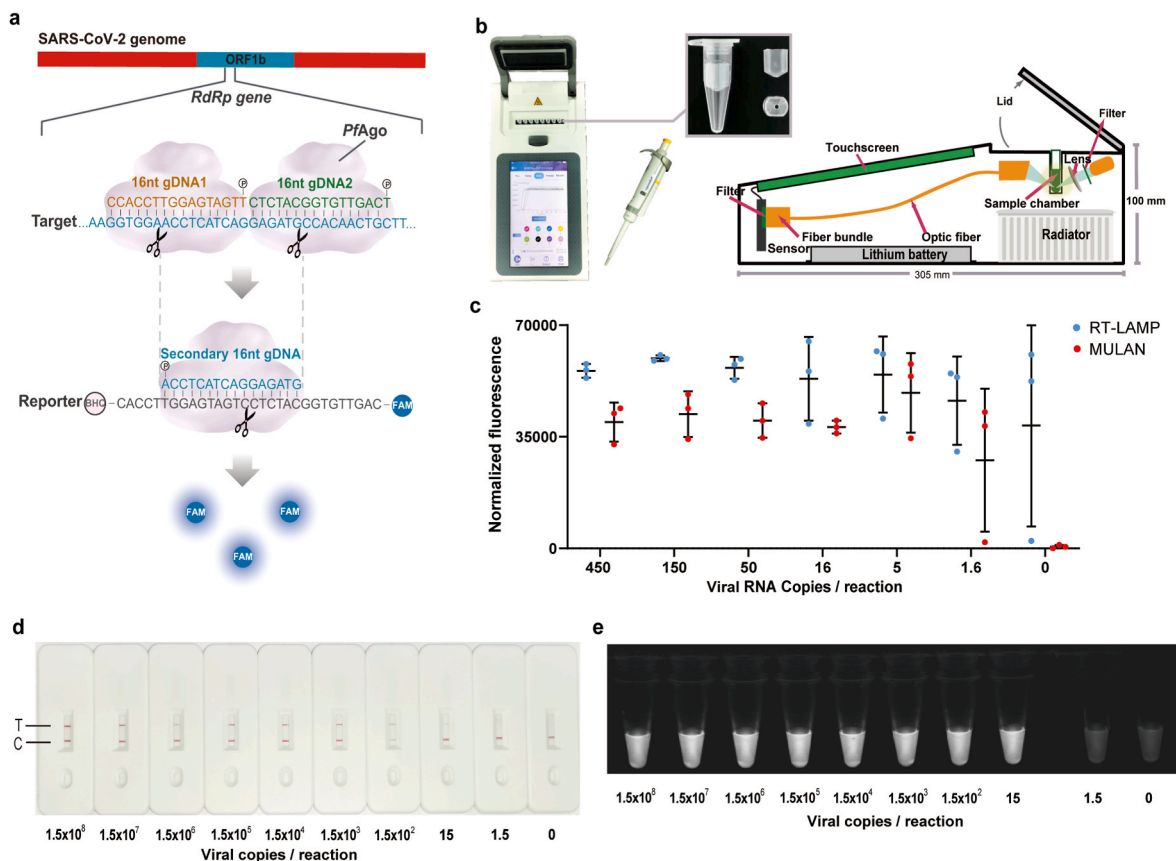 a
SARS-CoV-2 genome
ORF1b
RdRp gene
PfAgo
16nt gDNA1
16nt gDNA2
P
P
CCACCTTGGAGTAGTT
CTCTACGGTGTTGACT
Target
...AAGGTGGAACCTCATCAGGAGATGCCACAACTGCTT...
Secondary 16nt gDNA
P
ACCTCATCAGGAGATG
Reporter
BHQ
-CACCTTGGAGTAGTCCTCTACGGTGTTGAC-
FAM
FAM
FAM
FAM
b
Lid
Filter
Touchscreen
Lens
Filter
Sample chamber
100 mm
Fiber bundle
Optic fiber
Radiator
Sensor
Lithium battery
305 mm
c
70000
35000
0
Normalized fluorescence
RT-LAMP
MULAN
450 150 50 16 5 1.6 0
Viral RNA Copies / reaction
d
T
C
1.5x10⁸ 1.5x10⁷ 1.5x10⁶ 1.5x10⁵ 1.5x10⁴ 1.5x10³ 1.5x10² 15 1.5 0
Viral copies / reaction
e
1.5x10⁸ 1.5x10⁷ 1.5x10⁶ 1.5x10⁵ 1.5x10⁴ 1.5x10³ 1.5x10² 15 1.5 0
Viral copies / reaction